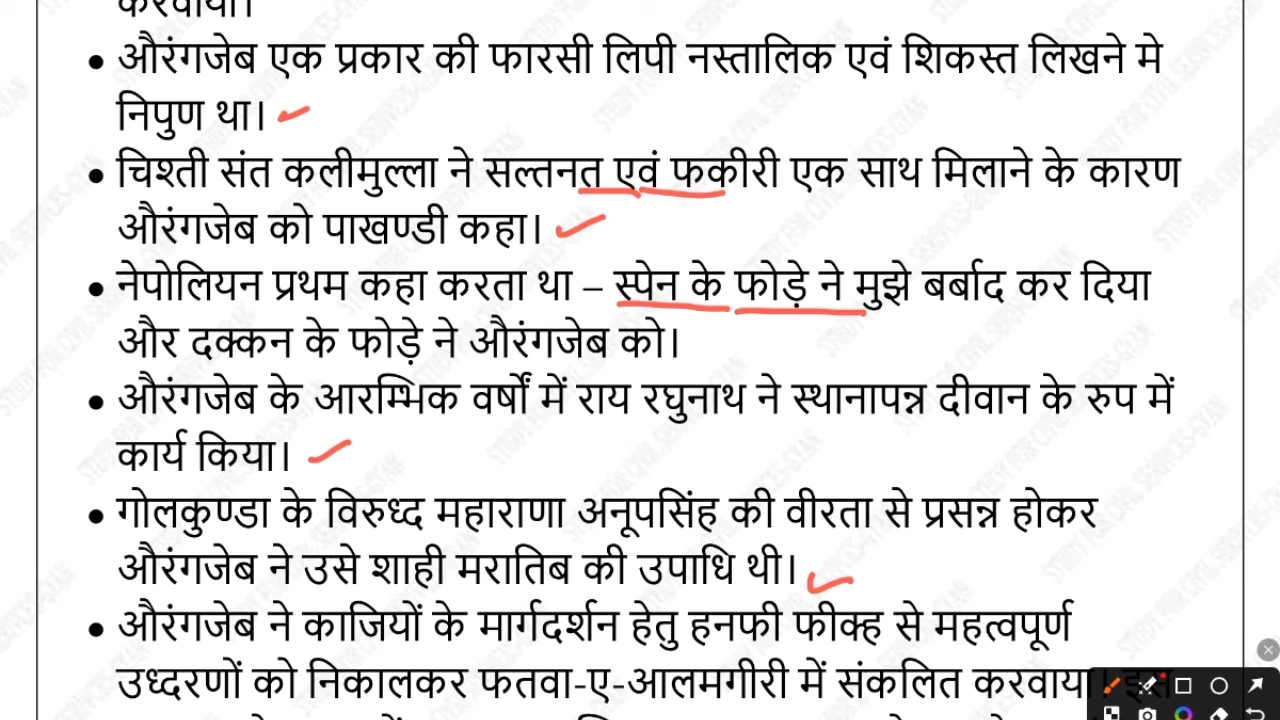 करवाया।
• औरंगजेब एक प्रकार की फारसी लिपी नस्तालिक एवं शिकस्त लिखने मे
निपुण था।
• चिश्ती संत कलीमुल्ला ने सल्तनत एवं फकीरी एक साथ मिलाने के कारण
औरंगजेब को पाखण्डी कहा।
• नेपोलियन प्रथम कहा करता था – स्पेन के फोड़े ने मुझे बर्बाद कर दिया
और दक्कन के फोड़े ने औरंगजेब को।
• औरंगजेब के आरम्भिक वर्षों में राय रघुनाथ ने स्थानापन्न दीवान के रुप में
कार्य किया।
• गोलकुण्डा के विरुध्द महाराणा अनूपसिंह की वीरता से प्रसन्न होकर
औरंगजेब ने उसे शाही मरातिब की उपाधि थी।
• औरंगजेब ने काजियों के मार्गदर्शन हेतु हनफी फीक्ह से महत्वपूर्ण
उध्दरणों को निकालकर फतवा-ए-आलमगीरी में संकलित करवाया। इस